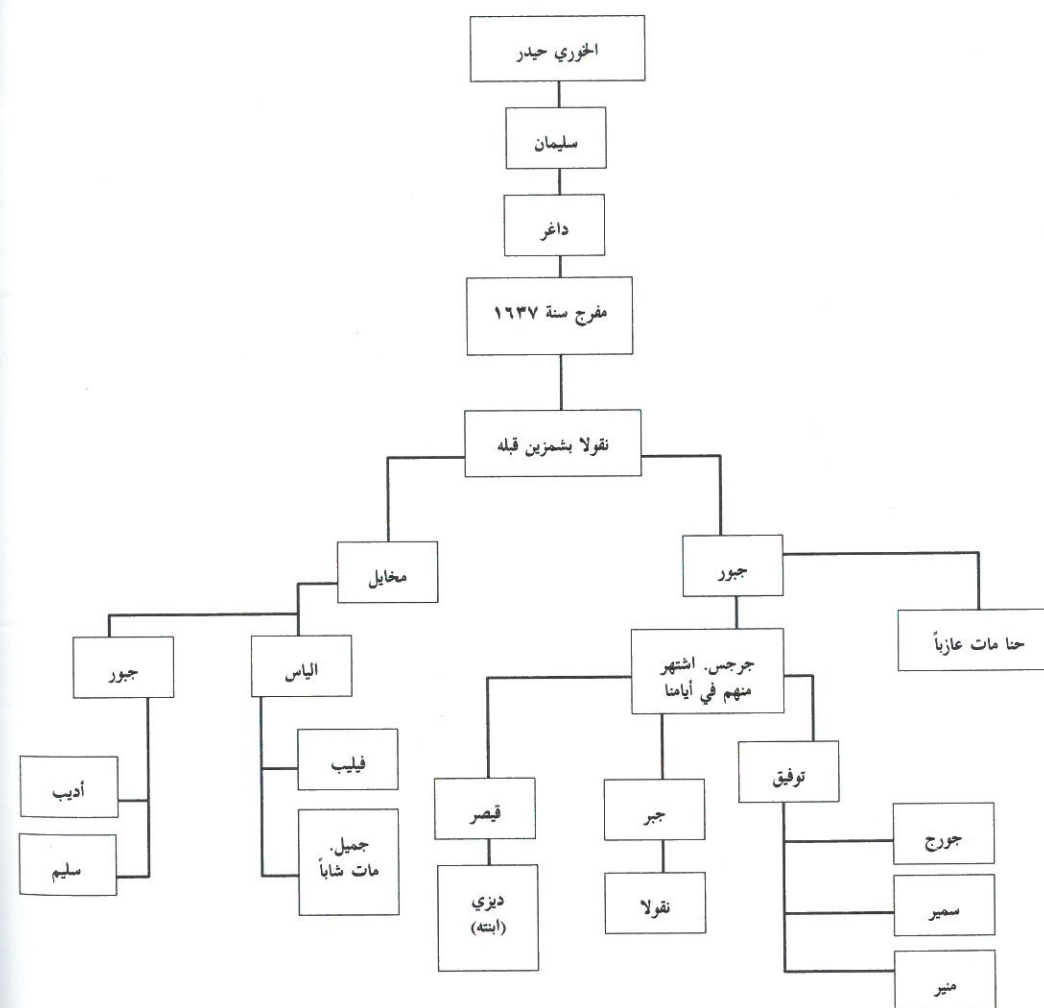 الخوري حيدر
سليمان
داغر
مفرج سنة ١٦٣٧
نقولا بشمزين قبله
جبور
مخايل
حنا مات عازباً
جرجس. اشتهر
منهم في أيامنا
الياس
جبور
توفيق
جبر
قيصر
فيليب
أديب
جورج
جميل.
مات شاباً
سليم
سمير
نقولا
ديزي
(ابنته)
منير